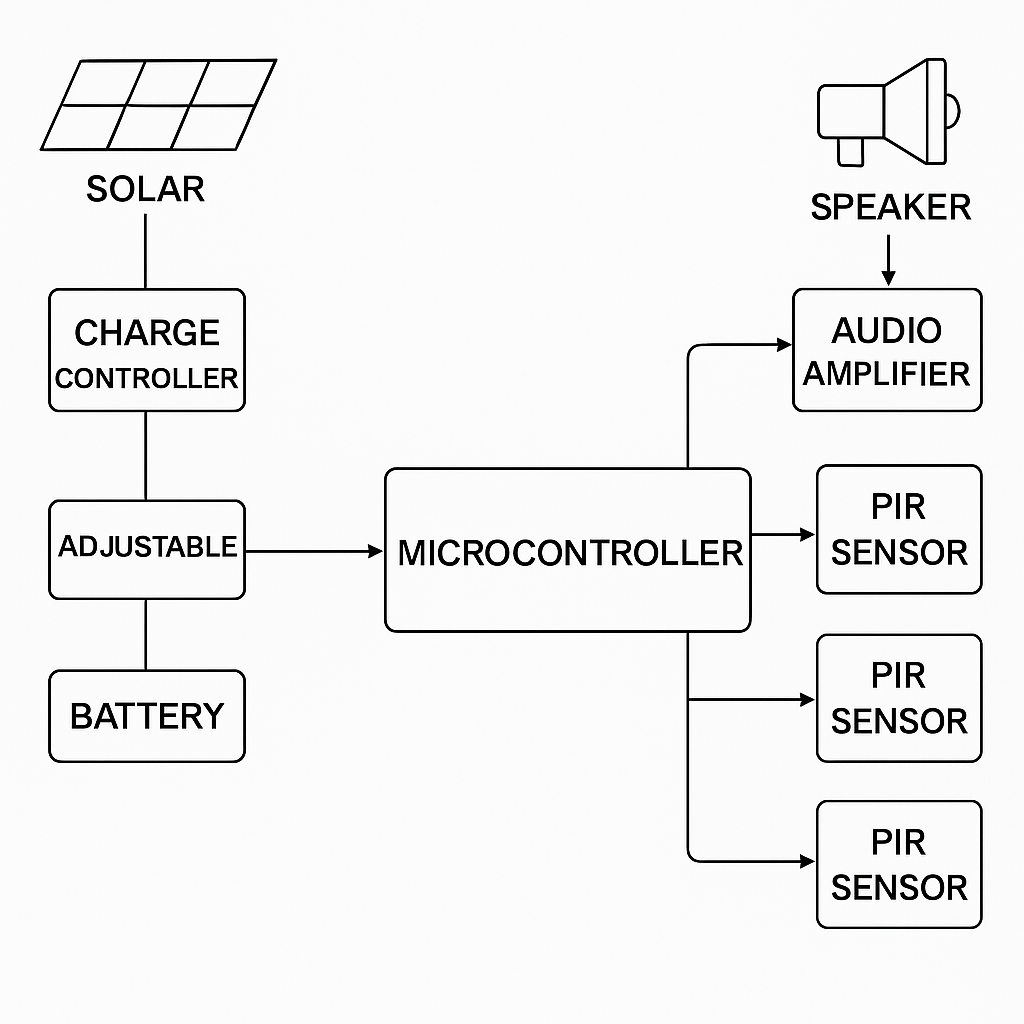 SOLAR
CHARGE
CONTROLLER
ADJUSTABLE
BATTERY
MICROCONTROLLER
SPEAKER
AUDIO
AMPLIFIER
PIR
SENSOR
PIR
SENSOR
PIR
SENSOR